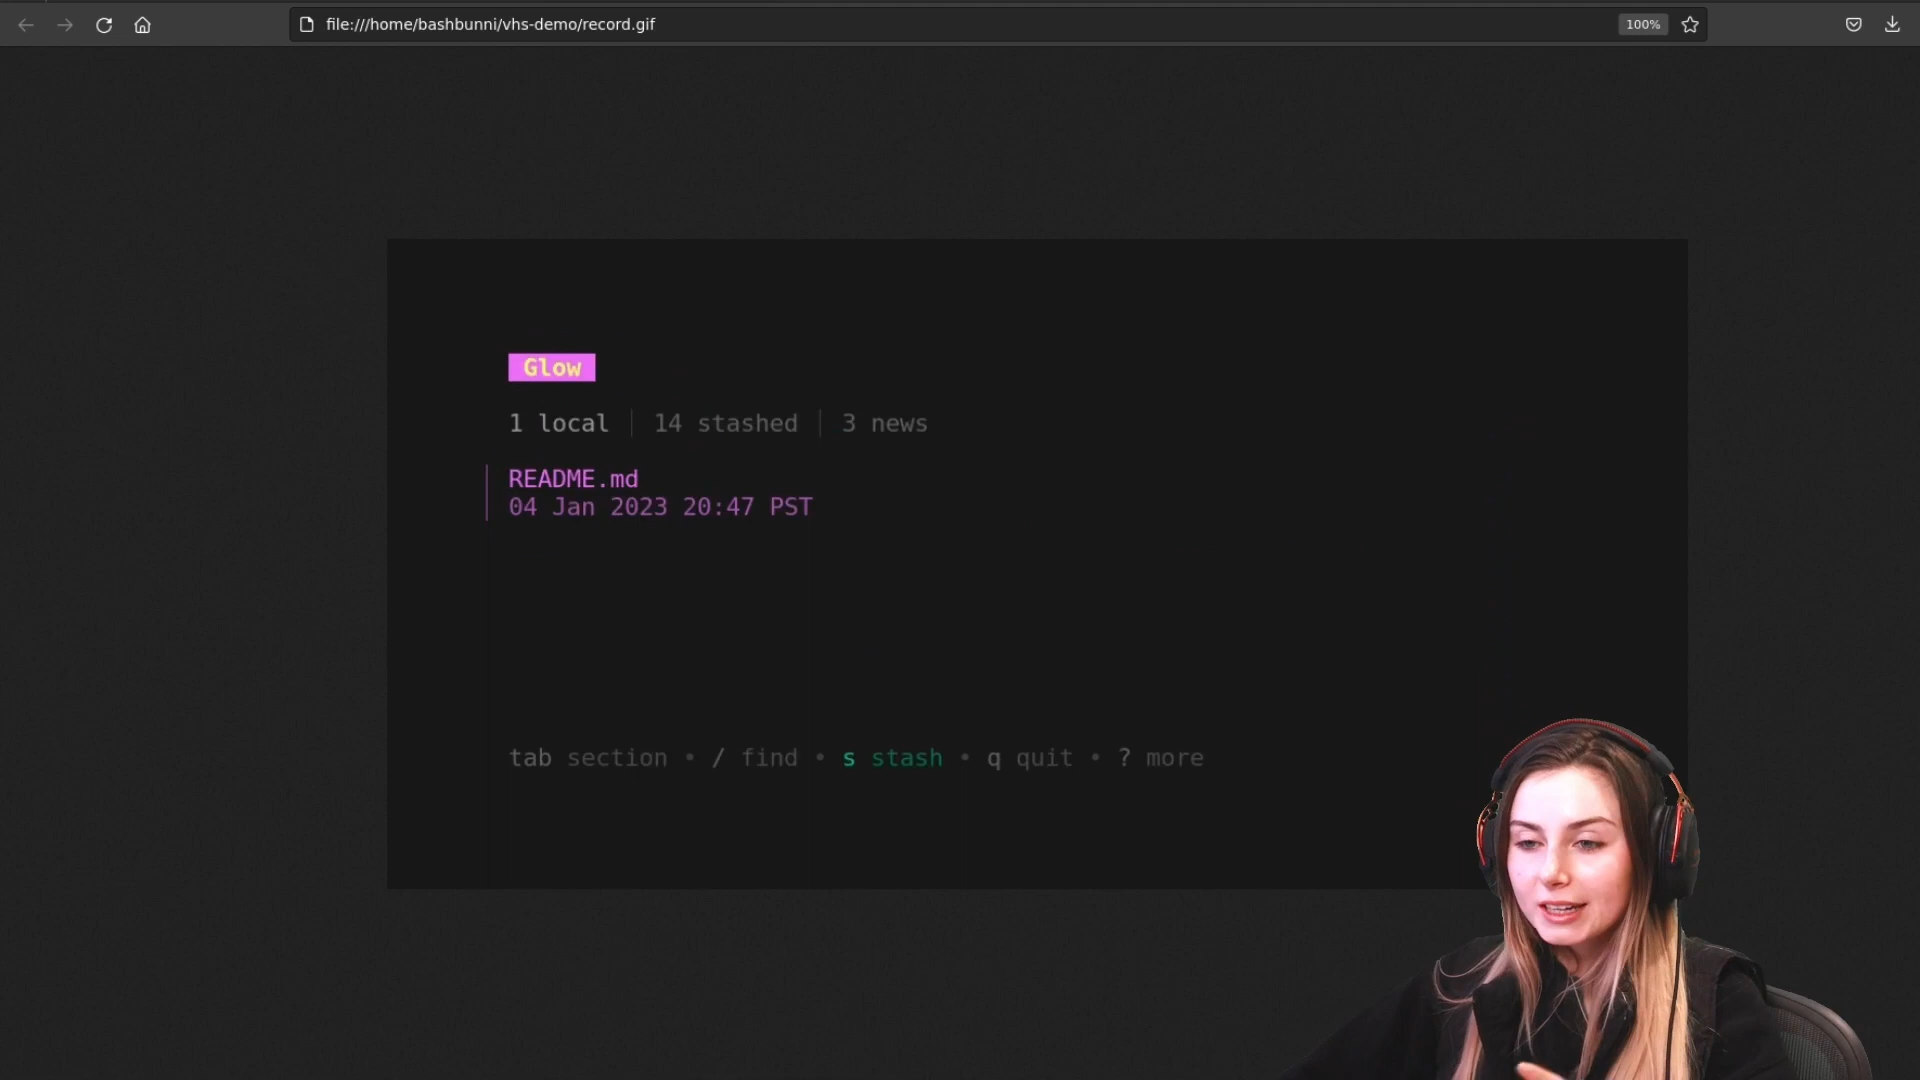 file:///home/bashbunni/vhs-demo/record.gif
100%
Glow
1 local │ 14 stashed │ 3 news
README.md
04 Jan 2023 20:47 PST
tab section • / find • s stash • q quit • ? more